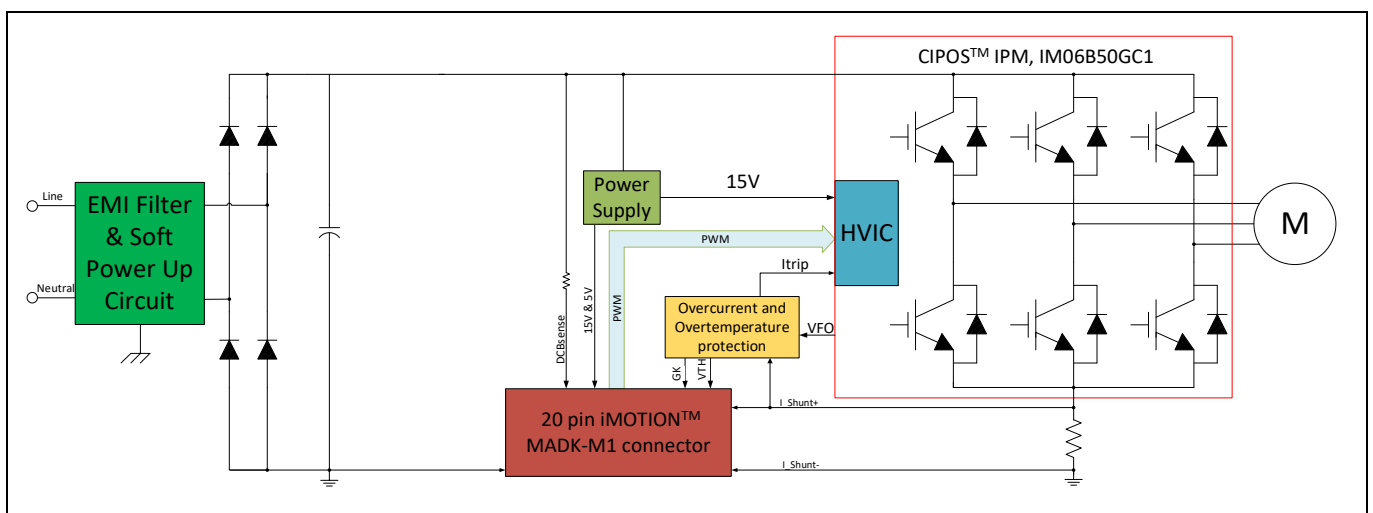 CIPOS™ IPM, IM06B50GC1
Line
Neutral
EMI Filter
& Soft
Power Up
Circuit
Power
Supply
15V
HVIC
PWM
Itrip
M
DCBsense
15V & 5V
PWM
Overcurrent and
Overtemperature
protection
VFO
GK
VTH
20 pin iMOTION™
MADK-M1 connector
I_Shunt+
I_Shunt-